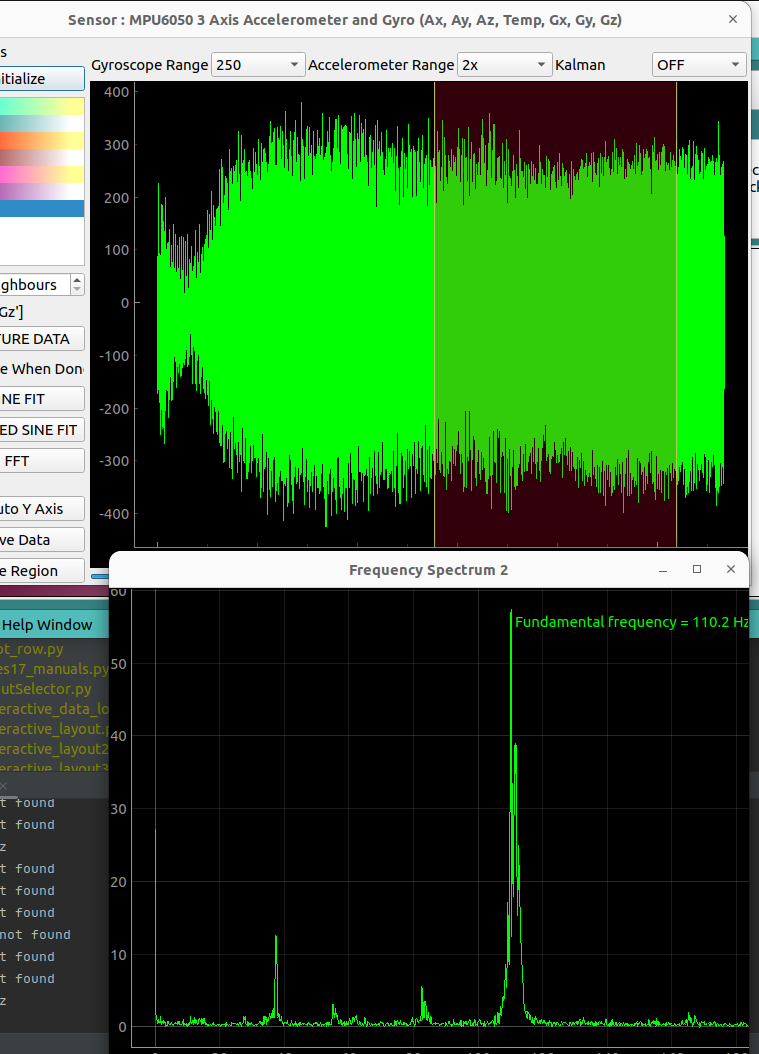 Sensor : MPU6050 3 Axis Accelerometer and Gyro (Ax, Ay, Az, Temp, Gx, Gy, Gz)
s
itialize
Gyroscope Range 250 Accelerometer Range 2x Kalman OFF
400
300
200
100
0
-100
-200
-300
-400
ghbours
Gz']
TURE DATA
e When Don
NE FIT
ED SINE FIT
FFT
uto Y Axis
ve Data
e Region
Frequency Spectrum 2
60
50
40
30
20
10
0
Fundamental frequency = 110.2 Hz
Help Window
ot_row.py
es17_manuals.py
utSelector.py
eractive_data_lo
eractive_layout.p
eractive_layout2
eractive_layout3
t found
t found
z
t found
t found
t found
not found
t found
t found
z